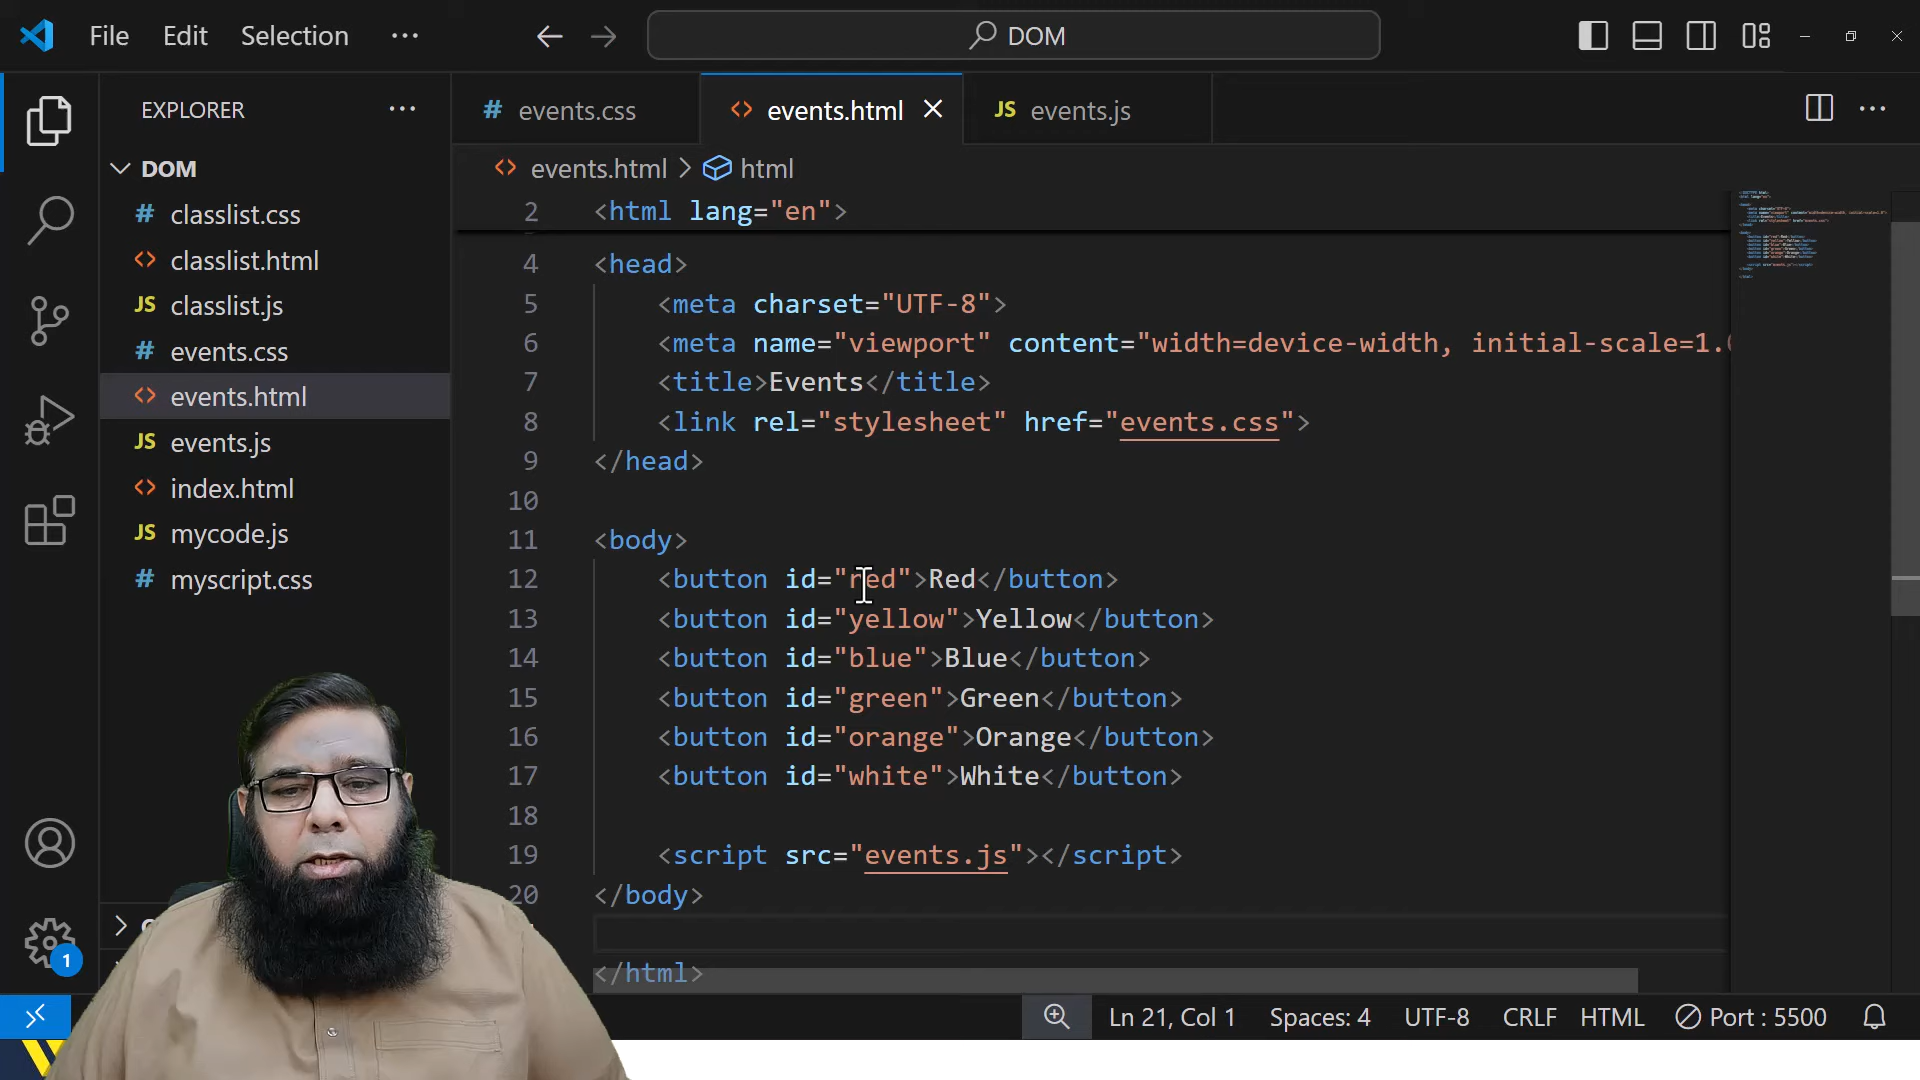 File Edit Selection ··· DOM
EXPLORER ···
DOM
# classlist.css
<> classlist.html
JS classlist.js
# events.css
<> events.html
JS events.js
<> index.html
JS mycode.js
# myscript.css
# events.css <> events.html JS events.js
<> events.html > html
2 <html lang="en">
4 <head>
5 <meta charset="UTF-8">
6 <meta name="viewport" content="width=device-width, initial-scale=1.
7 <title>Events</title>
8 <link rel="stylesheet" href="events.css">
9 </head>
10
11 <body>
12 <button id="red">Red</button>
13 <button id="yellow">Yellow</button>
14 <button id="blue">Blue</button>
15 <button id="green">Green</button>
16 <button id="orange">Orange</button>
17 <button id="white">White</button>
18
19 <script src="events.js"></script>
20 </body>
</html>
1
Ln 21, Col 1 Spaces: 4 UTF-8 CRLF HTML Port : 5500